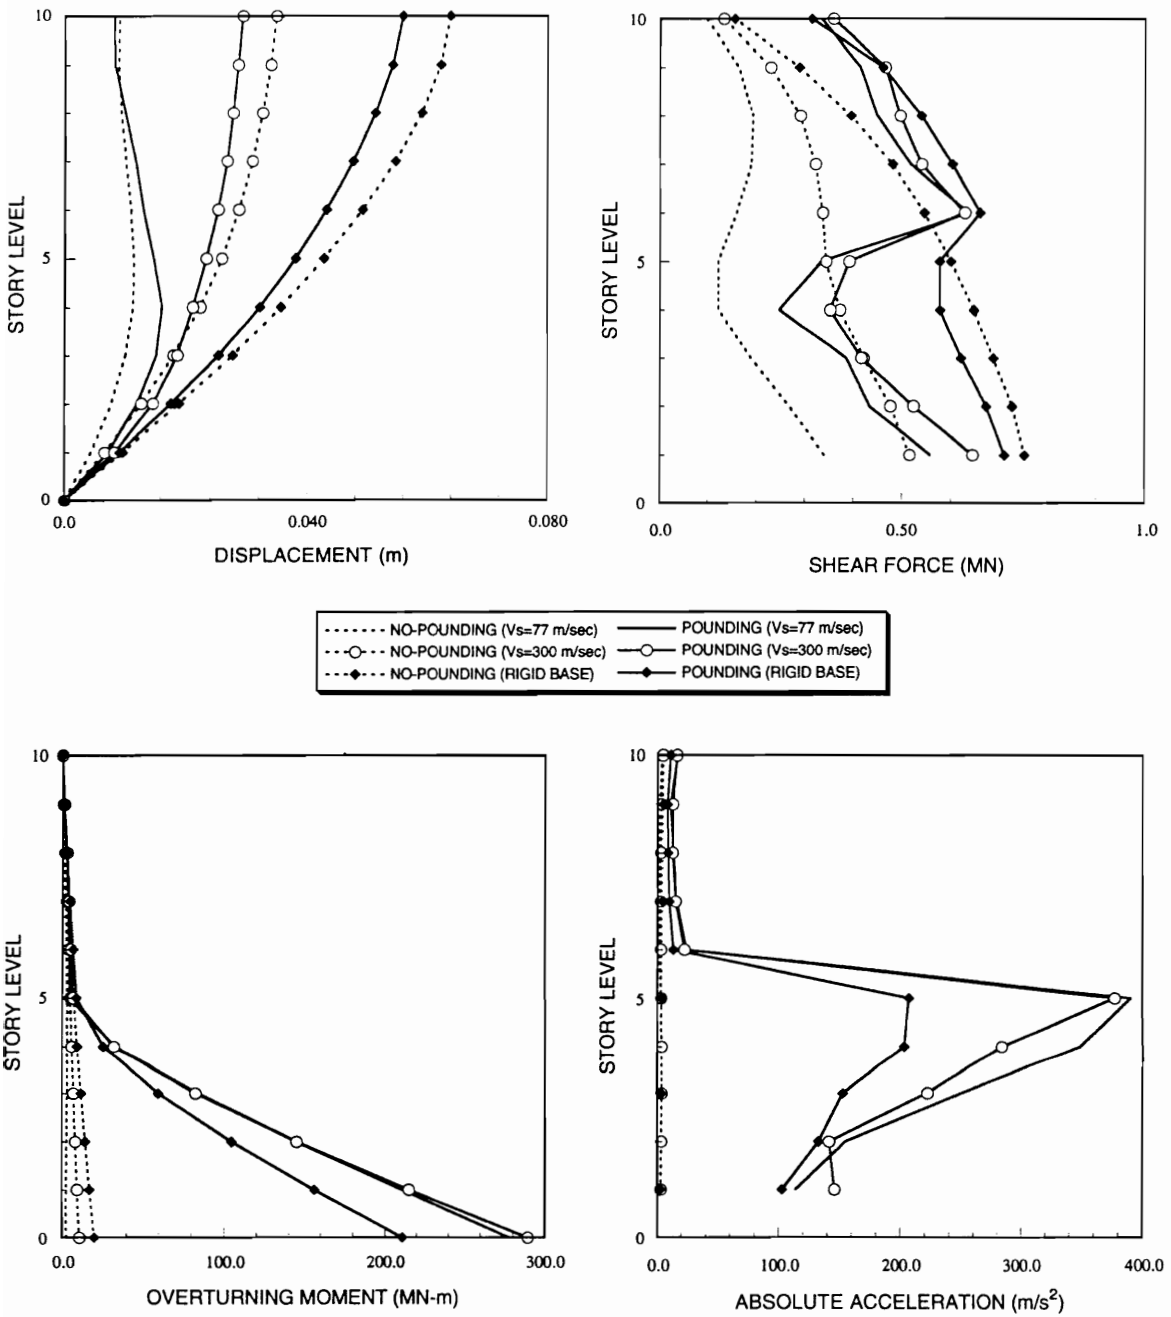 10
5
0
STORY LEVEL
0.0 0.040 0.080
DISPLACEMENT (m)
10
5
0
STORY LEVEL
0.0 0.50 1.0
SHEAR FORCE (MN)
NO-POUNDING (Vs=77 m/sec) POUNDING (Vs=77 m/sec)
NO-POUNDING (Vs=300 m/sec) POUNDING (Vs=300 m/sec)
NO-POUNDING (RIGID BASE) POUNDING (RIGID BASE)
10
5
0
STORY LEVEL
0.0 100.0 200.0 300.0
OVERTURNING MOMENT (MN-m)
10
5
0
STORY LEVEL
0.0 100.0 200.0 300.0 400.0
ABSOLUTE ACCELERATION (m/s²)